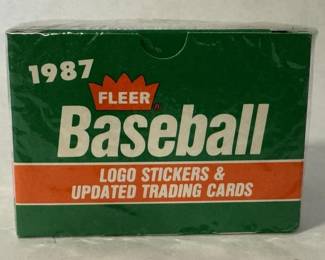 1987
FLEER®
Baseball
LOGO STICKERS &
UPDATED TRADING CARDS